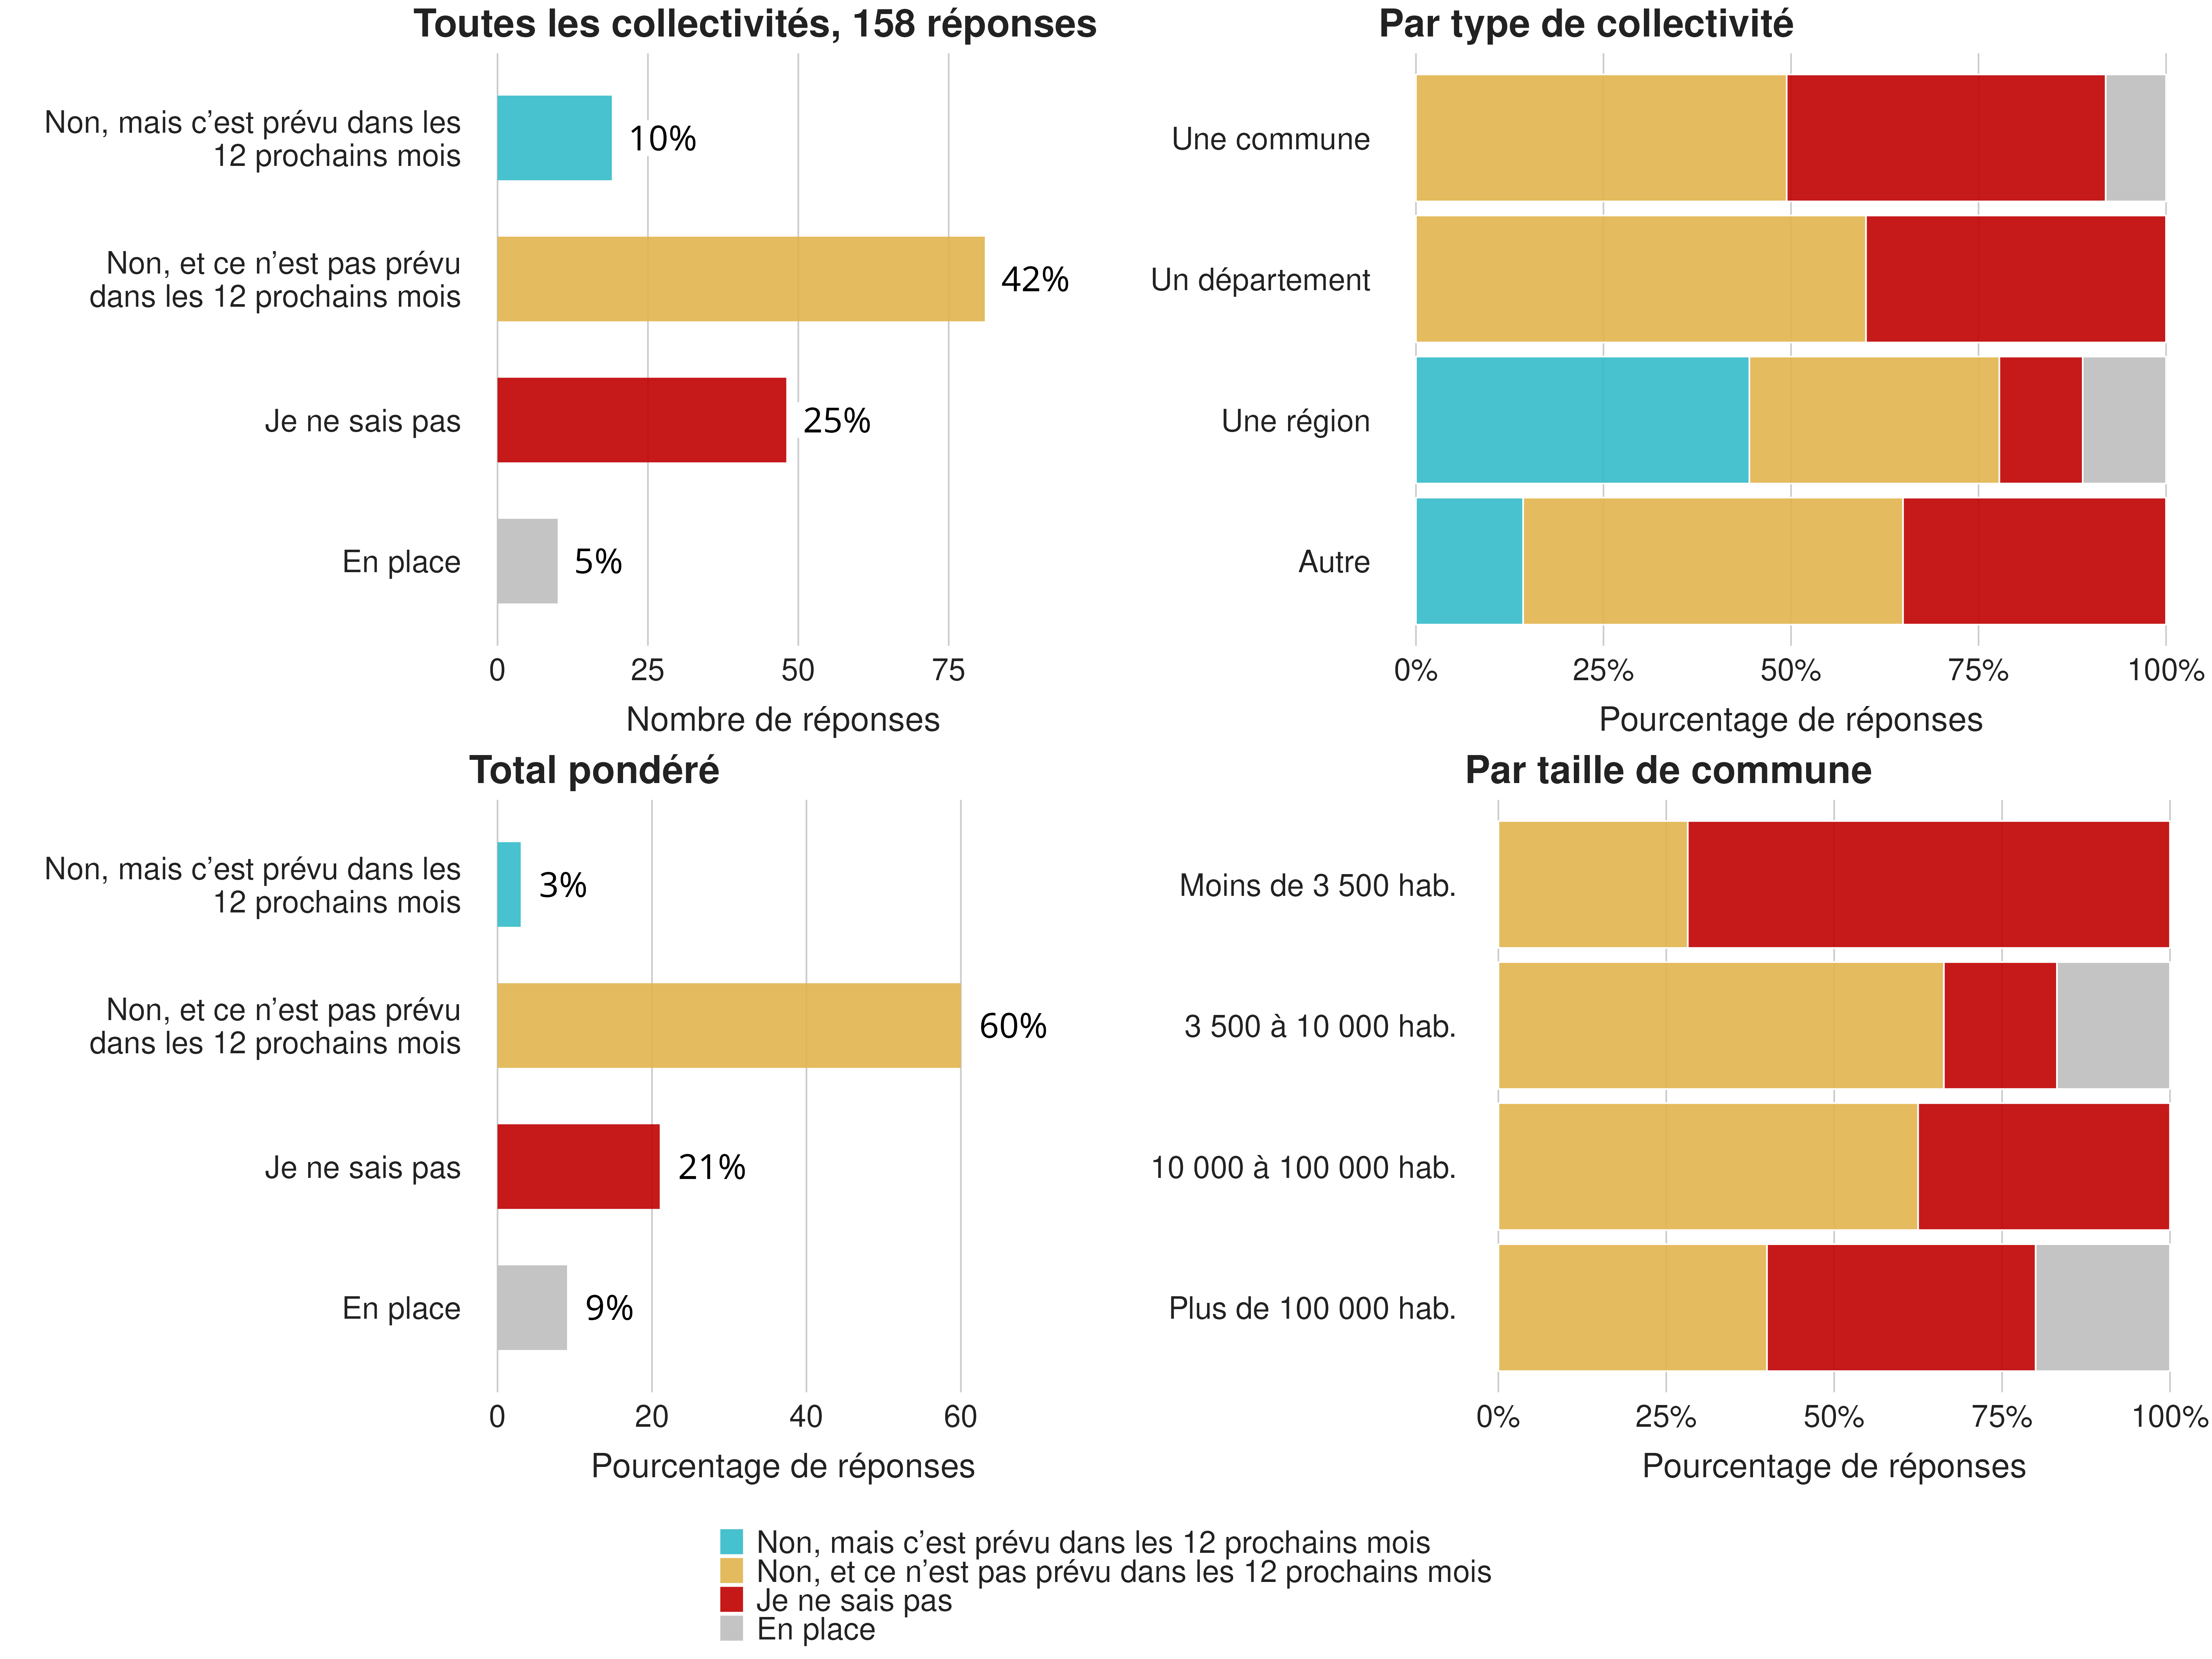 Toutes les collectivités, 158 réponses
Non, mais c’est prévu dans les
12 prochains mois
10%
Non, et ce n’est pas prévu
dans les 12 prochains mois
42%
Je ne sais pas
25%
En place
5%
0 25 50 75
Nombre de réponses
Par type de collectivité
Une commune
Un département
Une région
Autre
0% 25% 50% 75% 100%
Pourcentage de réponses
Total pondéré
Non, mais c’est prévu dans les
12 prochains mois
3%
Non, et ce n’est pas prévu
dans les 12 prochains mois
60%
Je ne sais pas
21%
En place
9%
0 20 40 60
Pourcentage de réponses
Par taille de commune
Moins de 3 500 hab.
3 500 à 10 000 hab.
10 000 à 100 000 hab.
Plus de 100 000 hab.
0% 25% 50% 75% 100%
Pourcentage de réponses
Non, mais c’est prévu dans les 12 prochains mois
Non, et ce n’est pas prévu dans les 12 prochains mois
Je ne sais pas
En place